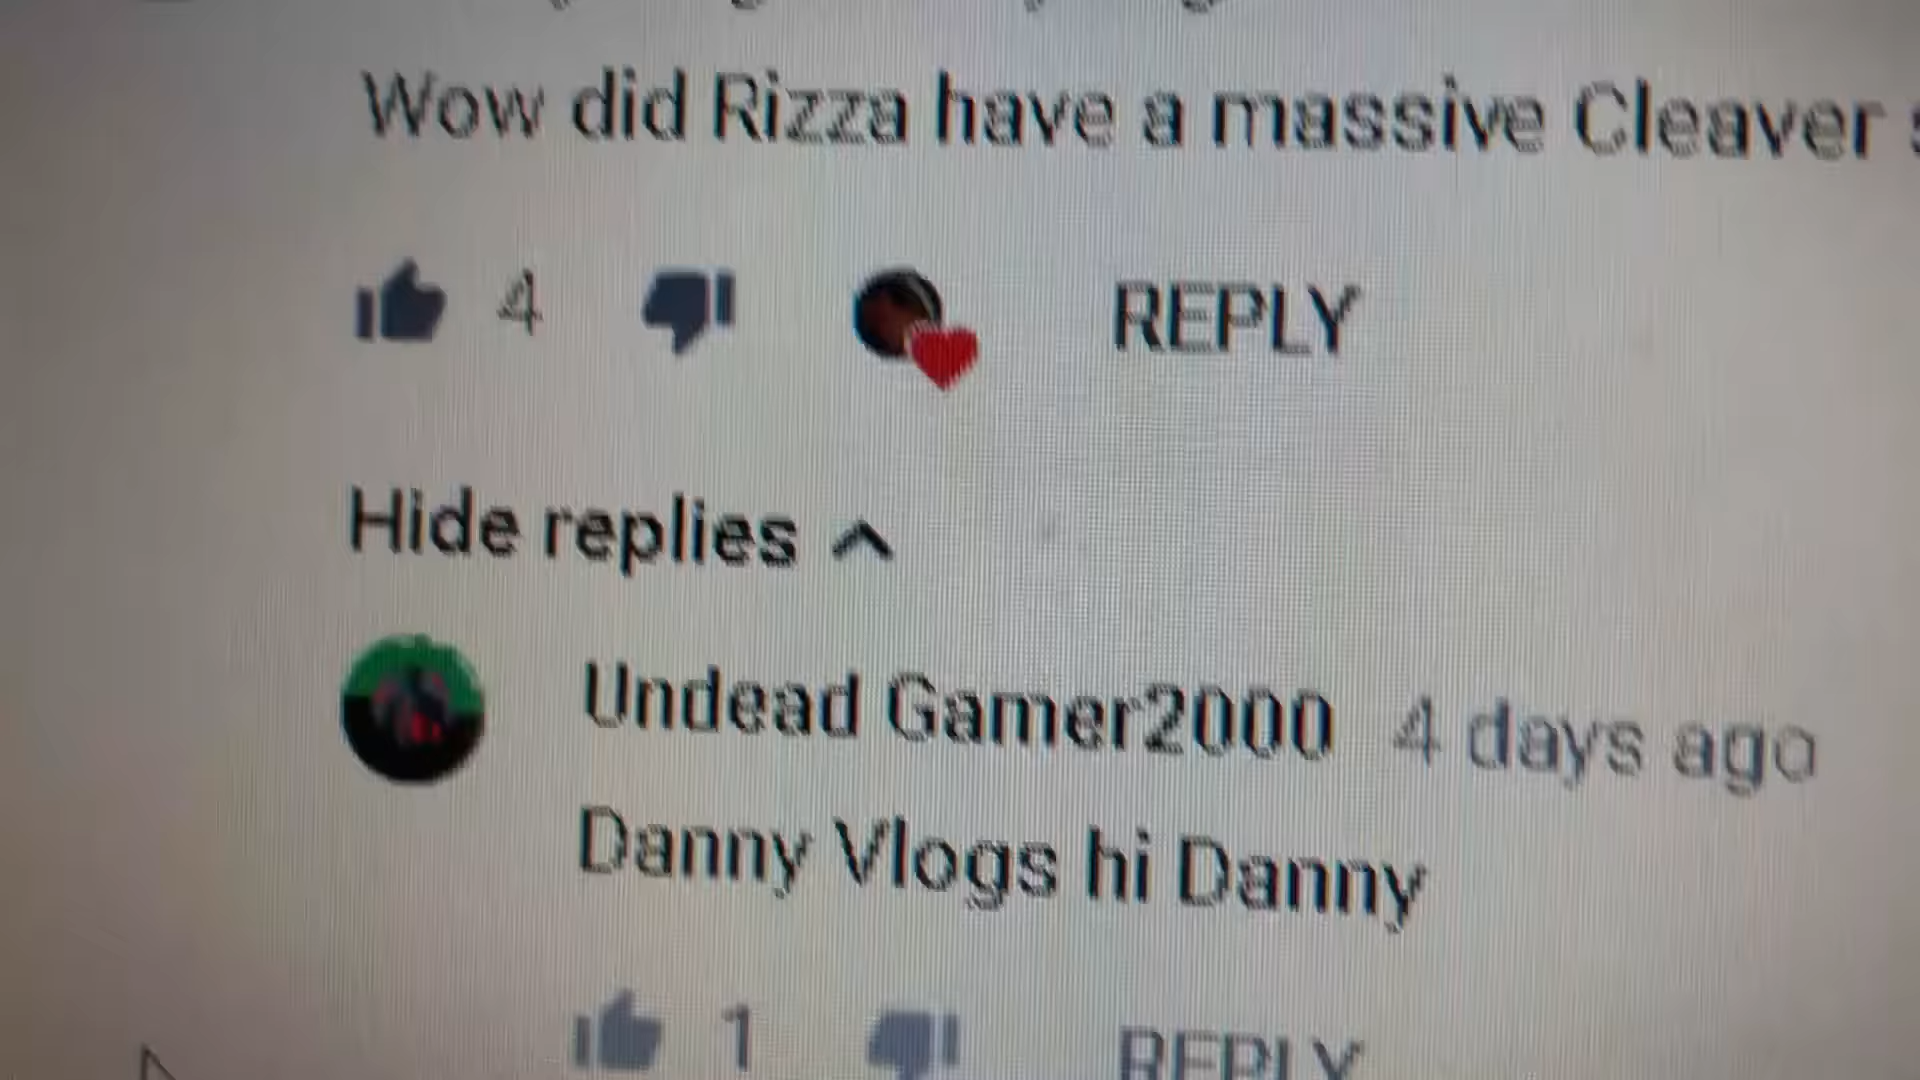 Wow did Rizza have a massive Cleaver
4 REPLY
Hide replies
Undead Gamer2000 4 days ago
Danny Vlogs hi Danny
1 REPLY